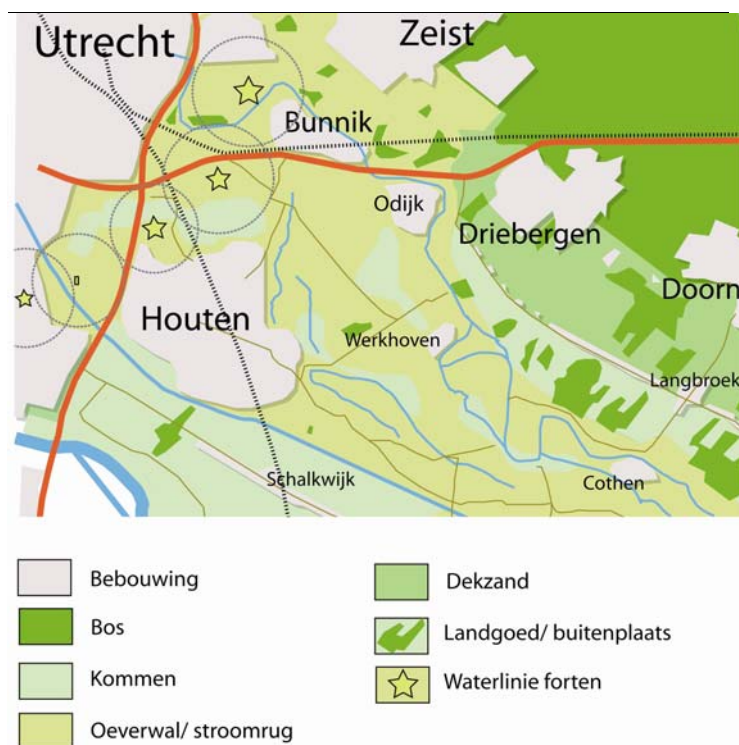 Utrecht
Zeist
Bunnik
Odijk
Driebergen
Doorn
Houten
Werkhoven
Langbroek
Schalkwijk
Cothen
Bebouwing
Bos
Kommen
Oeverwal/ stroomrug
Dekzand
Landgoed/ buitenplaats
Waterlinie forten